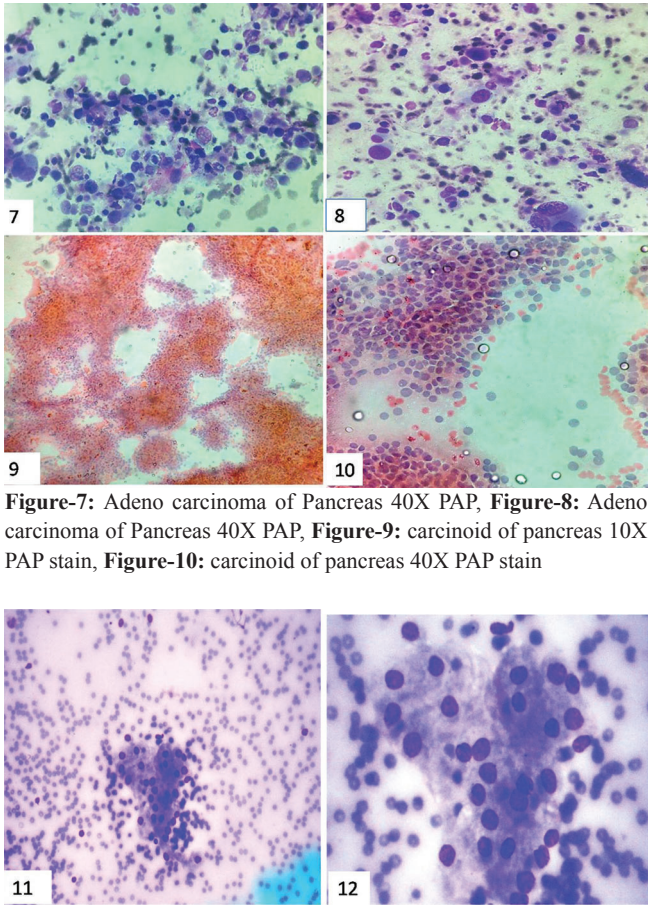 7
8
9
10
Figure-7: Adeno carcinoma of Pancreas 40X PAP, Figure-8: Adeno
carcinoma of Pancreas 40X PAP, Figure-9: carcinoid of pancreas 10X
PAP stain, Figure-10: carcinoid of pancreas 40X PAP stain
11
12